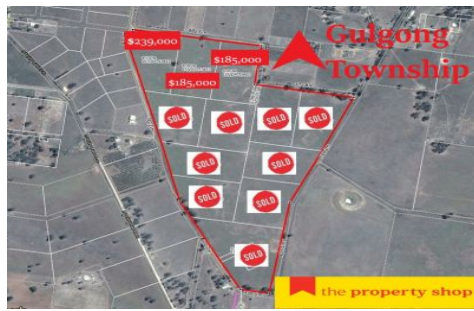 Gulgong
Township
$239,000
$185,000
$185,000
SOLD
SOLD
SOLD
SOLD
SOLD
SOLD
SOLD
SOLD
SOLD
the property shop